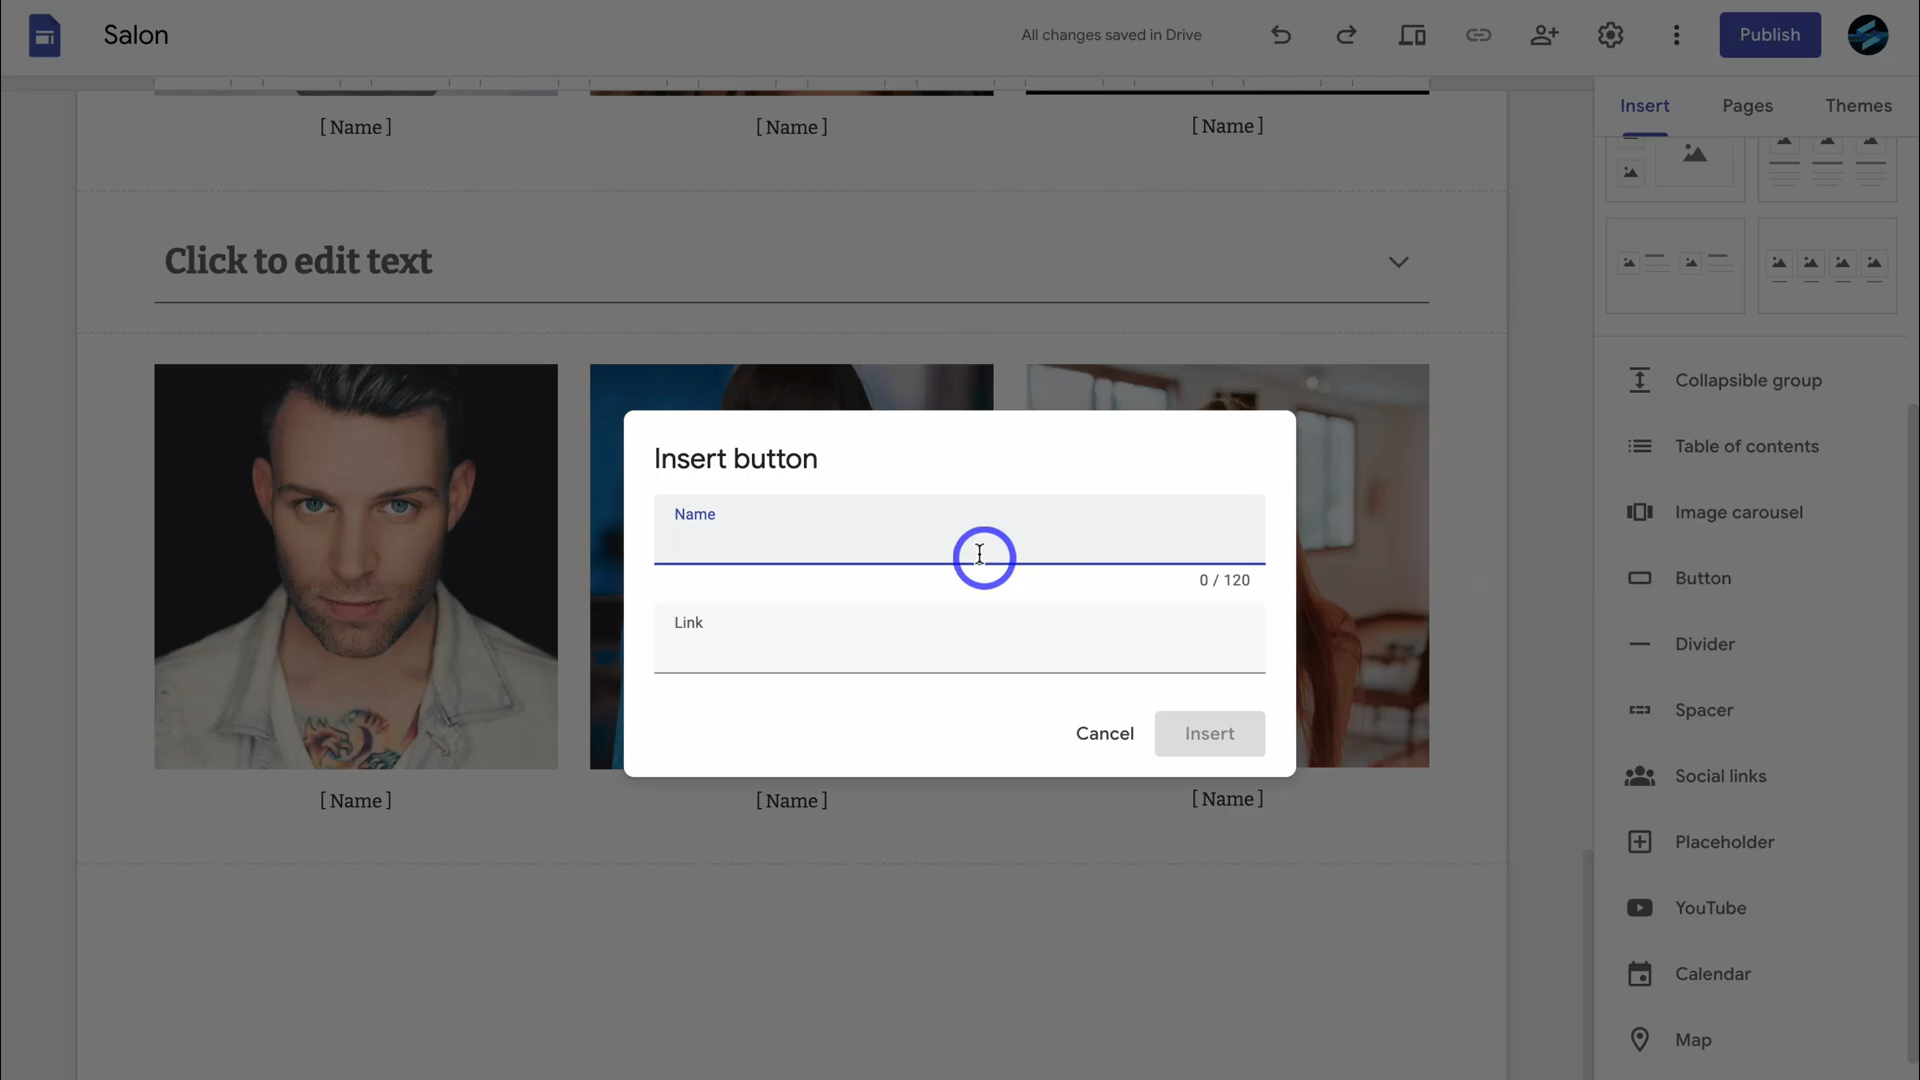 Salon
All changes saved in Drive
Publish
Insert
Pages
Themes
[ Name ]
[ Name ]
[ Name ]
Click to edit text
Collapsible group
Table of contents
Image carousel
Button
Divider
Spacer
Social links
Placeholder
YouTube
Calendar
Map
Insert button
Name
0 / 120
Link
Cancel
Insert
[ Name ]
[ Name ]
[ Name ]